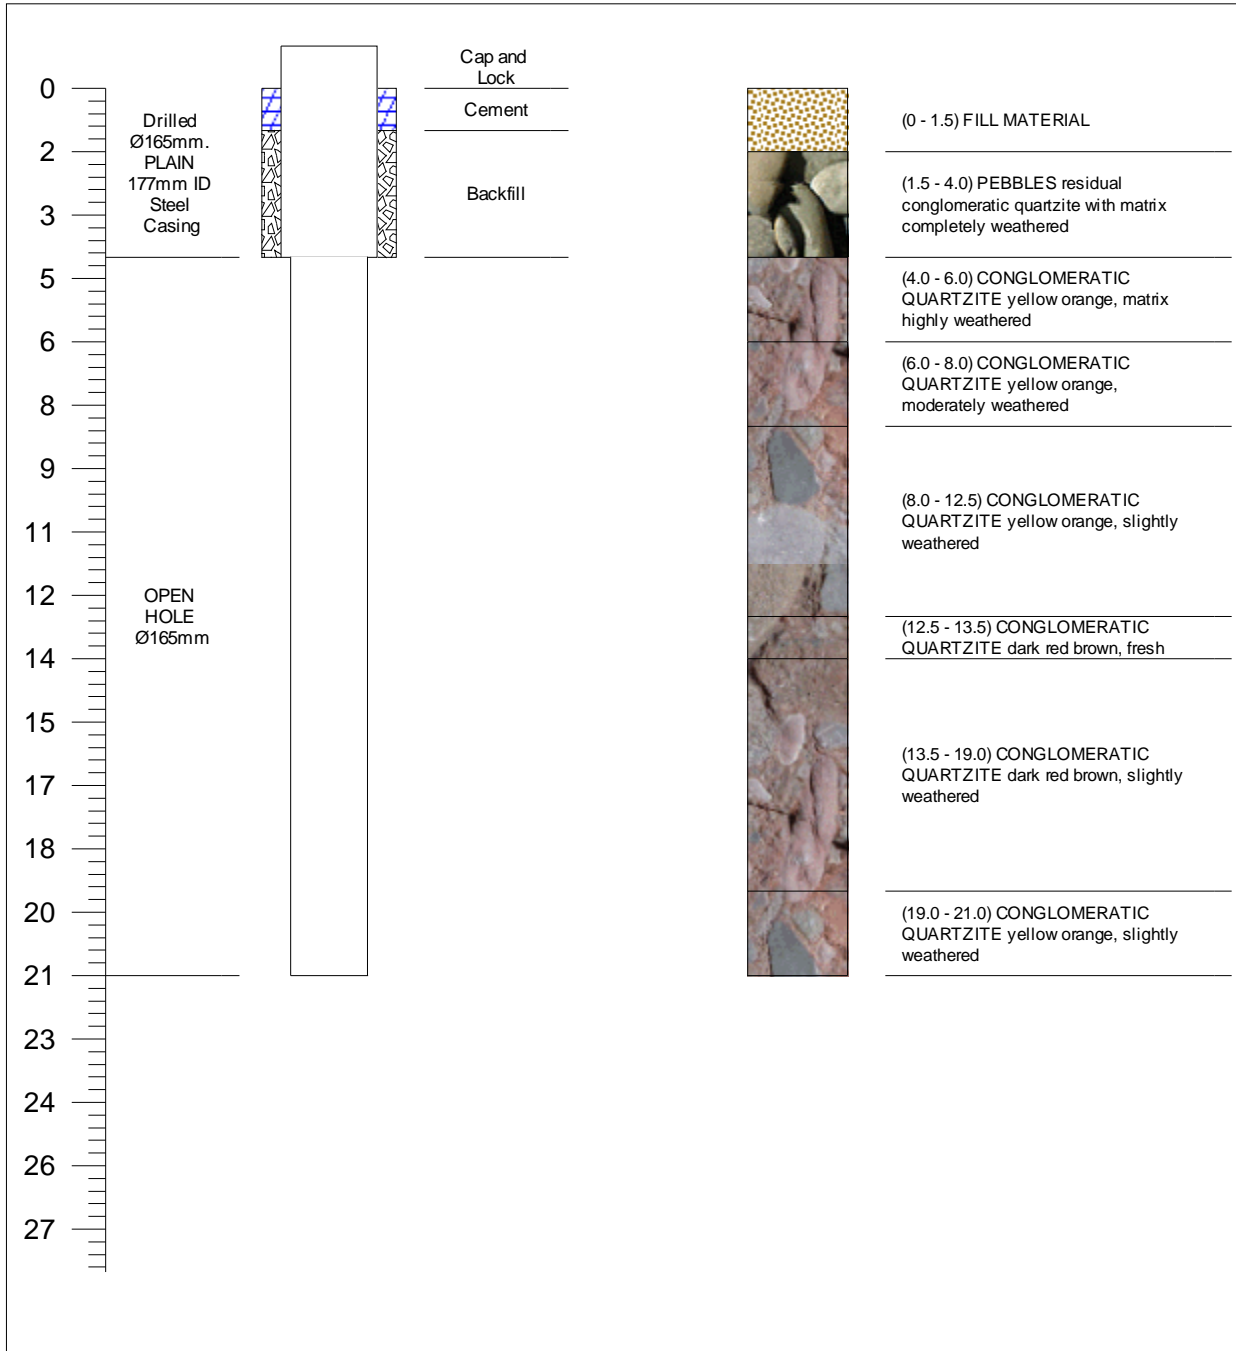 0
2
3
5
6
8
9
11
12
14
15
17
18
20
21
23
24
26
27
Drilled
Ø165mm.
PLAIN
177mm ID
Steel
Casing
OPEN
HOLE
Ø165mm
Cap and
Lock
Cement
Backfill
(0 - 1.5) FILL MATERIAL
(1.5 - 4.0) PEBBLES residual
conglomeratic quartzite with matrix
completely weathered
(4.0 - 6.0) CONGLOMERATIC
QUARTZITE yellow orange, matrix
highly weathered
(6.0 - 8.0) CONGLOMERATIC
QUARTZITE yellow orange,
moderately weathered
(8.0 - 12.5) CONGLOMERATIC
QUARTZITE yellow orange, slightly
weathered
(12.5 - 13.5) CONGLOMERATIC
QUARTZITE dark red brown, fresh
(13.5 - 19.0) CONGLOMERATIC
QUARTZITE dark red brown, slightly
weathered
(19.0 - 21.0) CONGLOMERATIC
QUARTZITE yellow orange, slightly
weathered